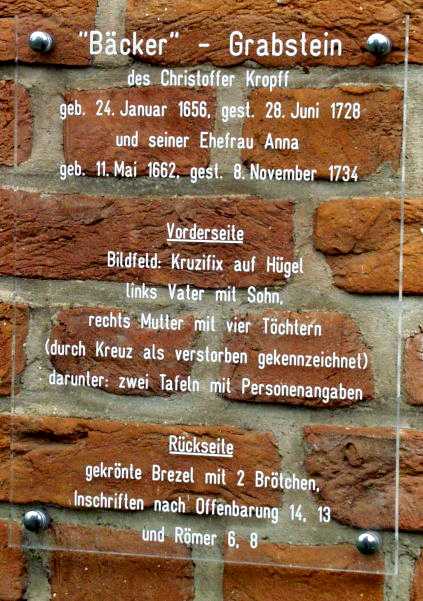 "Bäcker" - Grabstein
des Christoffer Kropff
geb. 24. Januar 1656, gest. 28. Juni 1728
und seiner Ehefrau Anna
geb. 11. Mai 1662, gest. 8. November 1734
Vorderseite
Bildfeld: Kruzifix auf Hügel
links Vater mit Sohn,
rechts Mutter mit vier Töchtern
(durch Kreuz als verstorben gekennzeichnet)
darunter: zwei Tafeln mit Personenangaben
Rückseite
gekrönte Brezel mit 2 Brötchen,
Inschriften nach Offenbarung 14, 13
und Römer 6, 8